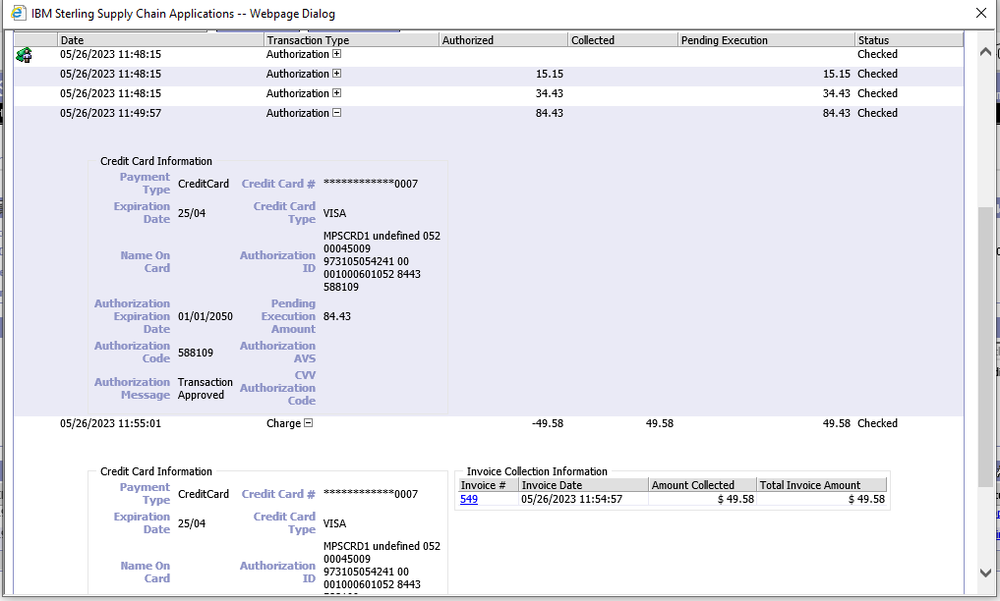 IBM Sterling Supply Chain Applications -- Webpage Dialog
Date Transaction Type Authorized Collected Pending Execution Status
05/26/2023 11:48:15 Authorization Checked
05/26/2023 11:48:15 Authorization 15.15 15.15 Checked
05/26/2023 11:48:15 Authorization 34.43 34.43 Checked
05/26/2023 11:49:57 Authorization 84.43 84.43 Checked
Credit Card Information
Payment Type CreditCard Credit Card # ************0007
Expiration Date 25/04 Credit Card Type VISA
Name On Card Authorization ID MPSCRD1 undefined 052
00045009
973105054241 00
001000601052 8443
588109
Authorization Expiration Date 01/01/2050 Pending Execution Amount 84.43
Authorization Code 588109 Authorization AVS
Authorization Message Transaction Approved CVV Authorization Code
05/26/2023 11:55:01 Charge -49.58 49.58 49.58 Checked
Credit Card Information
Payment Type CreditCard Credit Card # ************0007
Expiration Date 25/04 Credit Card Type VISA
Name On Card Authorization ID MPSCRD1 undefined 052
00045009
973105054241 00
001000601052 8443
Invoice Collection Information
Invoice # Invoice Date Amount Collected Total Invoice Amount
549 05/26/2023 11:54:57 $ 49.58 $ 49.58